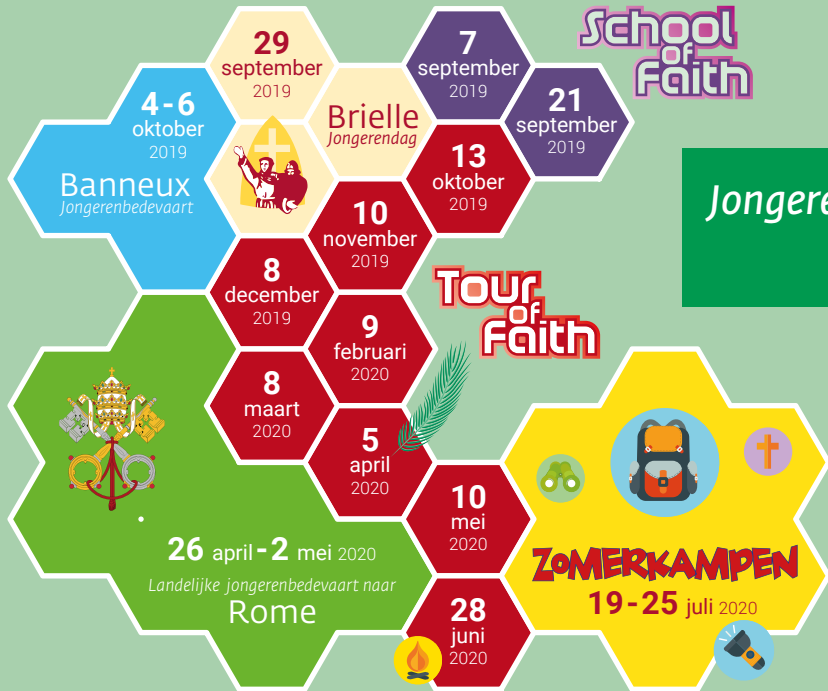 School
of
Faith
29
september
2019
7
september
2019
21
september
2019
4-6
oktober
2019
Banneux
Jongerenbedevaart
Brielle
Jongerendag
13
oktober
2019
10
november
2019
8
december
2019
Tour
of
Faith
9
februari
2020
8
maart
2020
5
april
2020
10
mei
2020
28
juni
2020
26 april - 2 mei 2020
Landelijke jongerenbedevaart naar
Rome
ZOMERKAMPEN
19-25 juli 2020